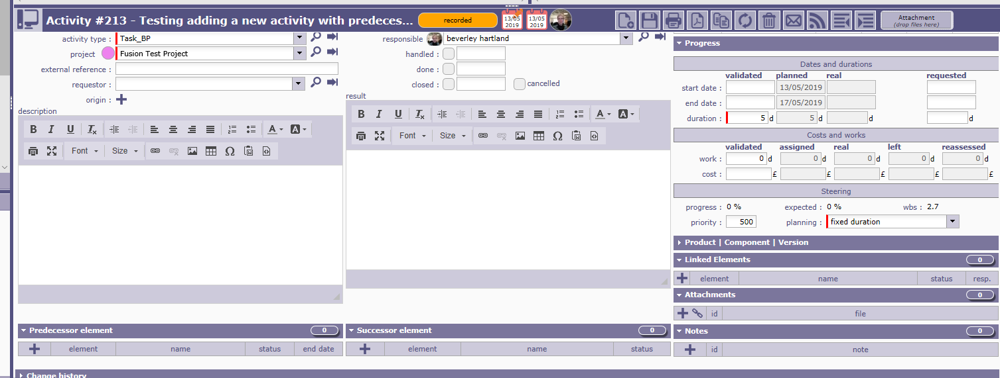 Activity #213 - Testing adding a new activity with predeces...
recorded
13/05
2019
13/05
2019
Attachment
(drop files here)
activity type : Task_BP
project Fusion Test Project
external reference :
requestor :
origin :
description
B I U Ix
A A
Font Size
responsible beverley hartland
handled :
done :
closed : cancelled
result
B I U Ix
A A
Font Size
Progress
Dates and durations
validated planned real requested
start date : 13/05/2019
end date : 17/05/2019
duration : 5 d 5 d d d
Costs and works
validated assigned real left reassessed
work : 0 d 0 d 0 d 0 d 0 d
cost : £ £ £ £ £
Steering
progress : 0 % expected : 0 % wbs : 2.7
priority : 500 planning : fixed duration
Product | Component | Version
Linked Elements 0
element name status resp.
Attachments 0
id file
Predecessor element 0
element name status end date
Successor element 0
element name status
Notes 0
id note
Change history